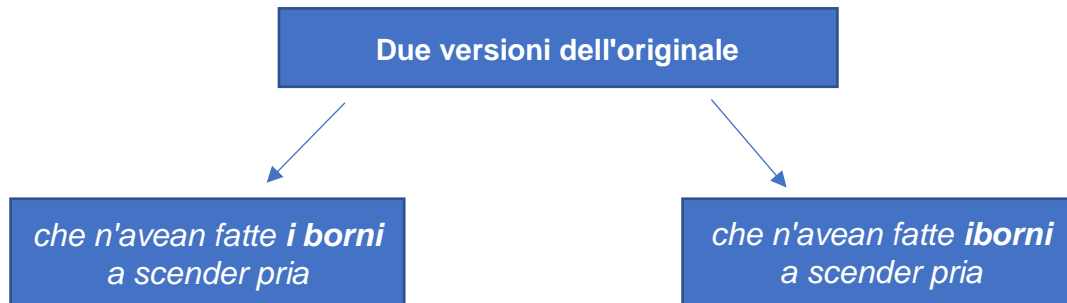 Due versioni dell'originale
che n'avean fatte i borni
a scender pria
che n'avean fatte iborni
a scender pria